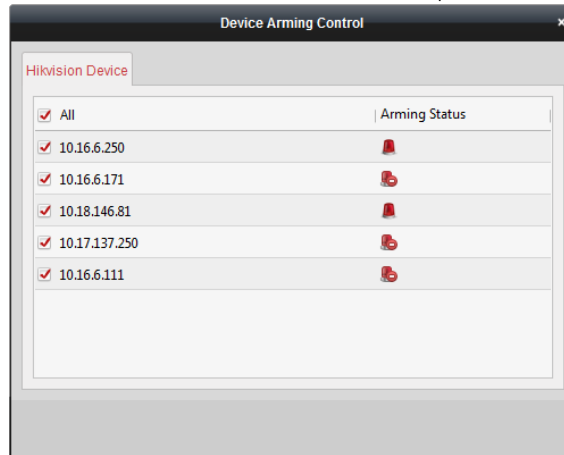 Device Arming Control ×
Hikvision Device
All Arming Status
10.16.6.250
10.16.6.171
10.18.146.81
10.17.137.250
10.16.6.111